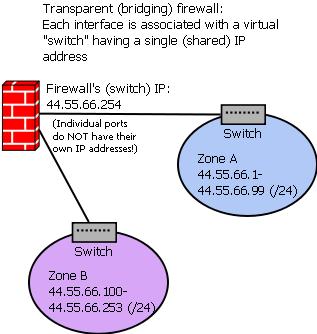 Transparent (bridging) firewall:
Each interface is associated with a virtual
"switch" having a single (shared) IP
address
Firewall's (switch) IP:
44.55.66.254
(Individual ports
do NOT have their
own IP addresses!)
Switch
Zone A
44.55.66.1-
44.55.66.99 (/24)
Switch
Zone B
44.55.66.100-
44.55.66.253 (/24)